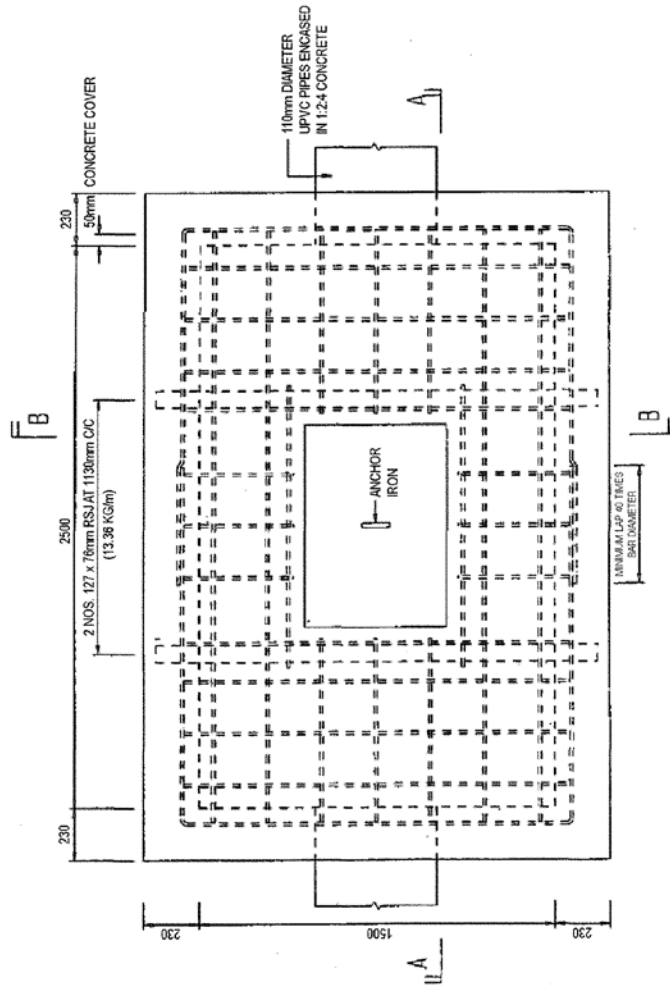 B
230
2500
230
50mm CONCRETE COVER
2 NOS. 127 x 76mm RSJ AT 1130mm C/C
(13.36 KG/m)
110mm DIAMETER
UPVC PIPES ENCASED
IN 1:2:4 CONCRETE
A
A
230
1500
230
ANCHOR
IRON
MINIMUM LAP 40 TIMES
BAR DIAMETER
B